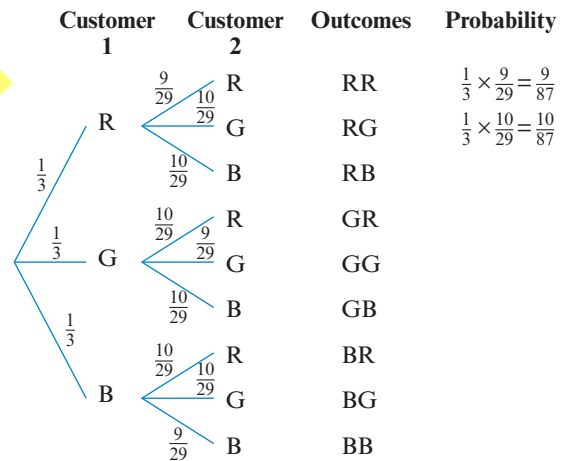 Customer 1 Customer 2 Outcomes Probability
9/29 R RR 1/3 × 9/29 = 9/87
R 10/29 G RG 1/3 × 10/29 = 10/87
10/29 B RB
1/3
10/29 R GR
1/3 G 9/29 G GG
10/29 B GB
1/3
10/29 R BR
B 10/29 G BG
9/29 B BB